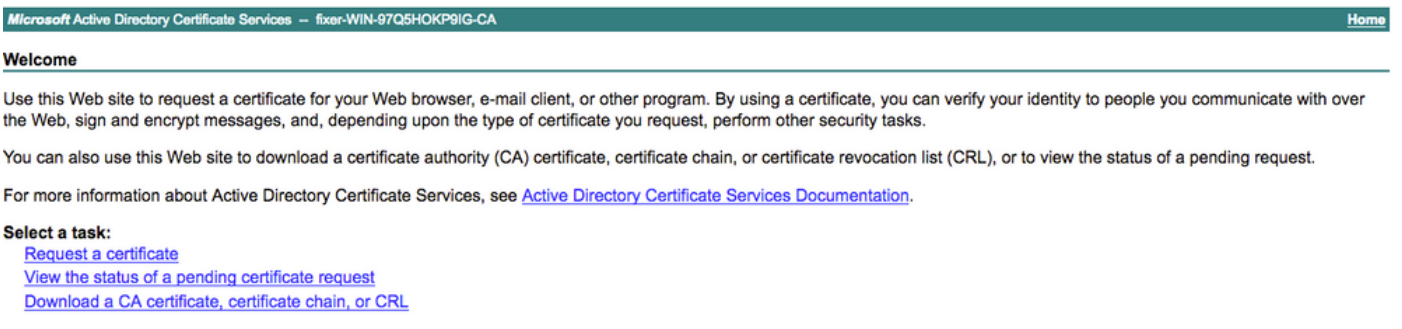 Microsoft Active Directory Certificate Services -- fixer-WIN-97Q5HOKP9IG-CA Home
Welcome
Use this Web site to request a certificate for your Web browser, e-mail client, or other program. By using a certificate, you can verify your identity to people you communicate with over
the Web, sign and encrypt messages, and, depending upon the type of certificate you request, perform other security tasks.
You can also use this Web site to download a certificate authority (CA) certificate, certificate chain, or certificate revocation list (CRL), or to view the status of a pending request.
For more information about Active Directory Certificate Services, see Active Directory Certificate Services Documentation.
Select a task:
Request a certificate
View the status of a pending certificate request
Download a CA certificate, certificate chain, or CRL